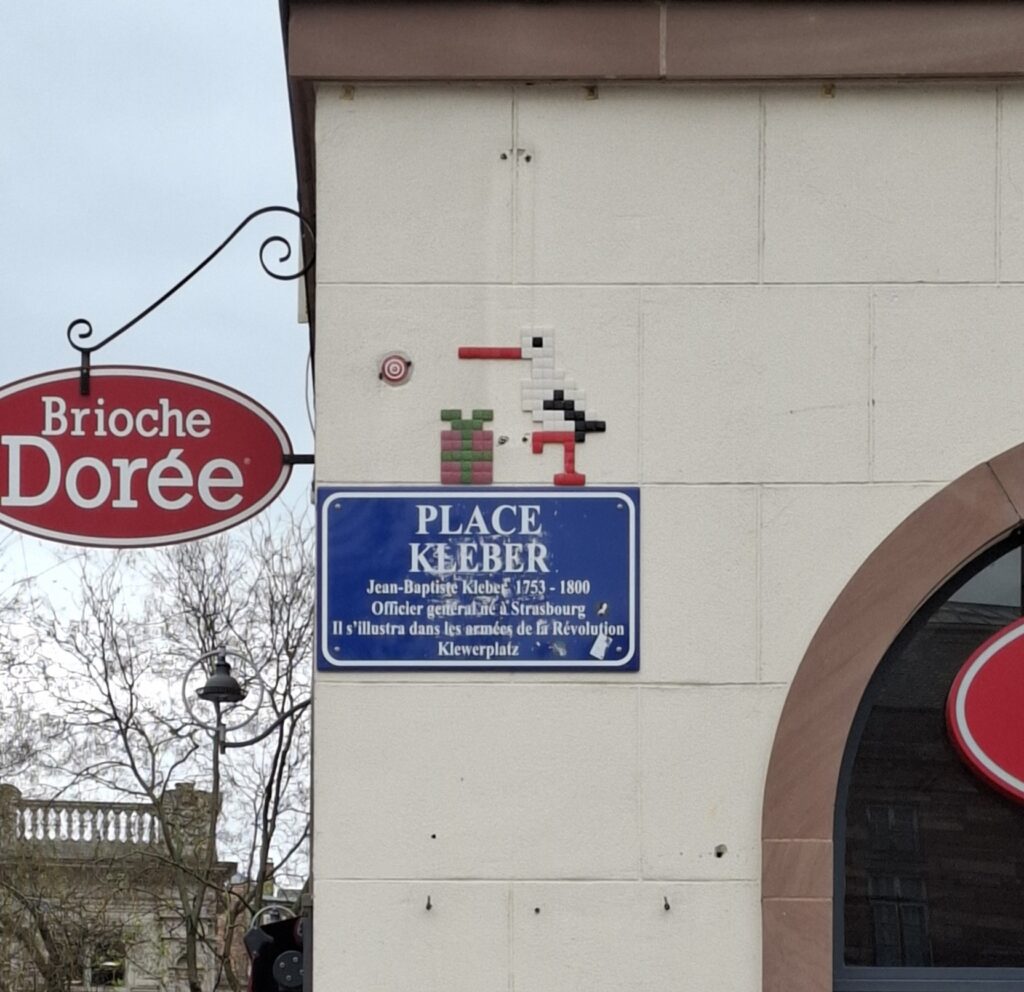 Brioche
Dorée
PLACE
KLEBER
Jean-Baptiste Kleber 1753 - 1800
Officier general né à Strasbourg
Il s'illustra dans les armées de la Révolution
Klewerplatz